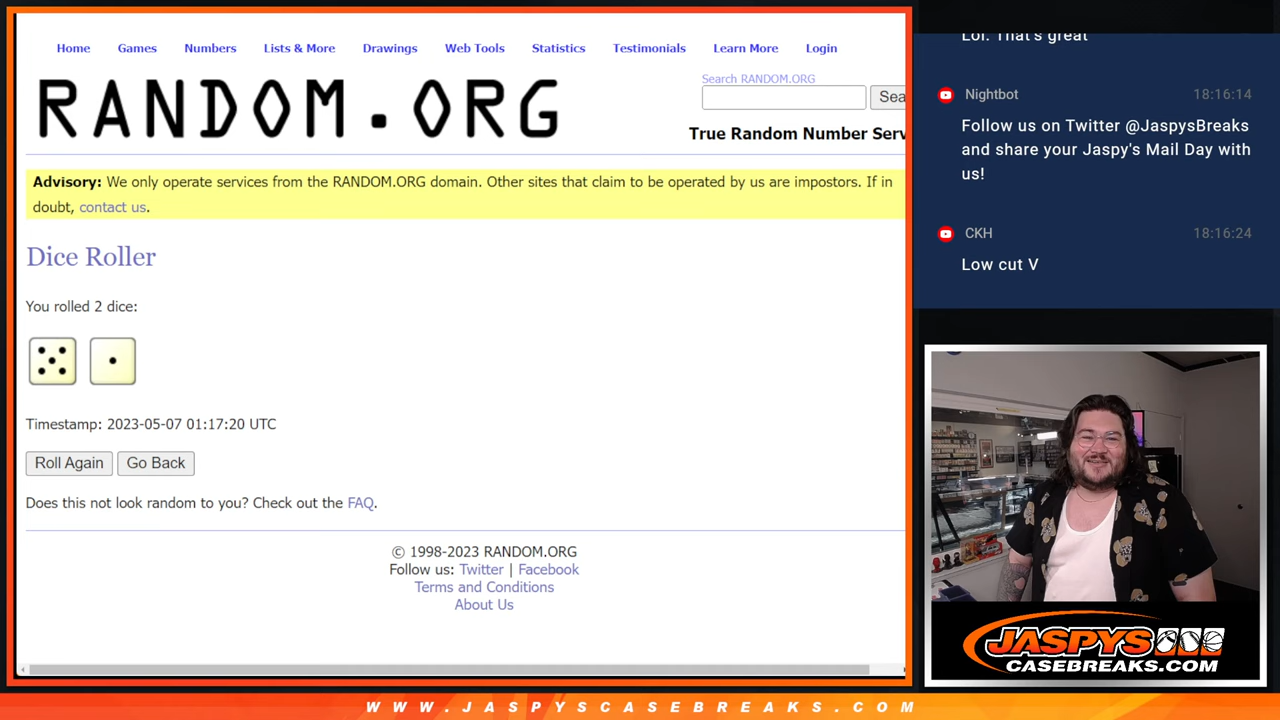 Home Games Numbers Lists & More Drawings Web Tools Statistics Testimonials Learn More Login
RANDOM.ORG
Search RANDOM.ORG
Sea
True Random Number Serv
Advisory: We only operate services from the RANDOM.ORG domain. Other sites that claim to be operated by us are impostors. If in
doubt, contact us.
Dice Roller
You rolled 2 dice:
Timestamp: 2023-05-07 01:17:20 UTC
Roll Again Go Back
Does this not look random to you? Check out the FAQ.
© 1998-2023 RANDOM.ORG
Follow us: Twitter | Facebook
Terms and Conditions
About Us
Lol. That's great
Nightbot 18:16:14
Follow us on Twitter @JaspysBreaks
and share your Jaspy's Mail Day with
us!
CKH 18:16:24
Low cut V
JASPYS
CASEBREAKS.COM
WWW.JASPYSCASEBREAKS.COM